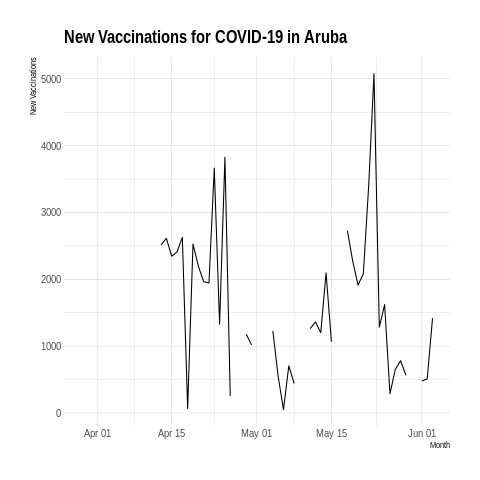 New Vaccinations for COVID-19 in Aruba
New Vaccinations
5000
4000
3000
2000
1000
0
Apr 01 Apr 15 May 01 May 15 Jun 01
Month